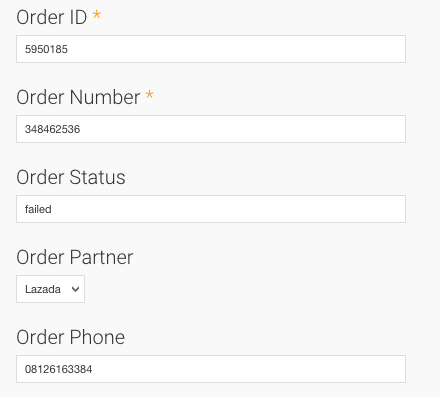 Order ID *
5950185
Order Number *
348462536
Order Status
failed
Order Partner
Lazada
Order Phone
08126163384